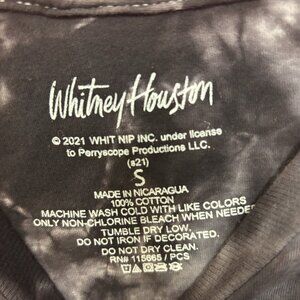 Whitney Houston
© 2021 WHIT NIP INC. under license
to Perryscope Productions LLC.
(s21)
S
MADE IN NICARAGUA
100% COTTON
MACHINE WASH COLD WITH LIKE COLORS
ONLY NON-CHLORINE BLEACH WHEN NEEDE
TUMBLE DRY LOW.
DO NOT IRON IF DECORATED.
DO NOT DRY CLEAN.
RN# 115665 / PCS